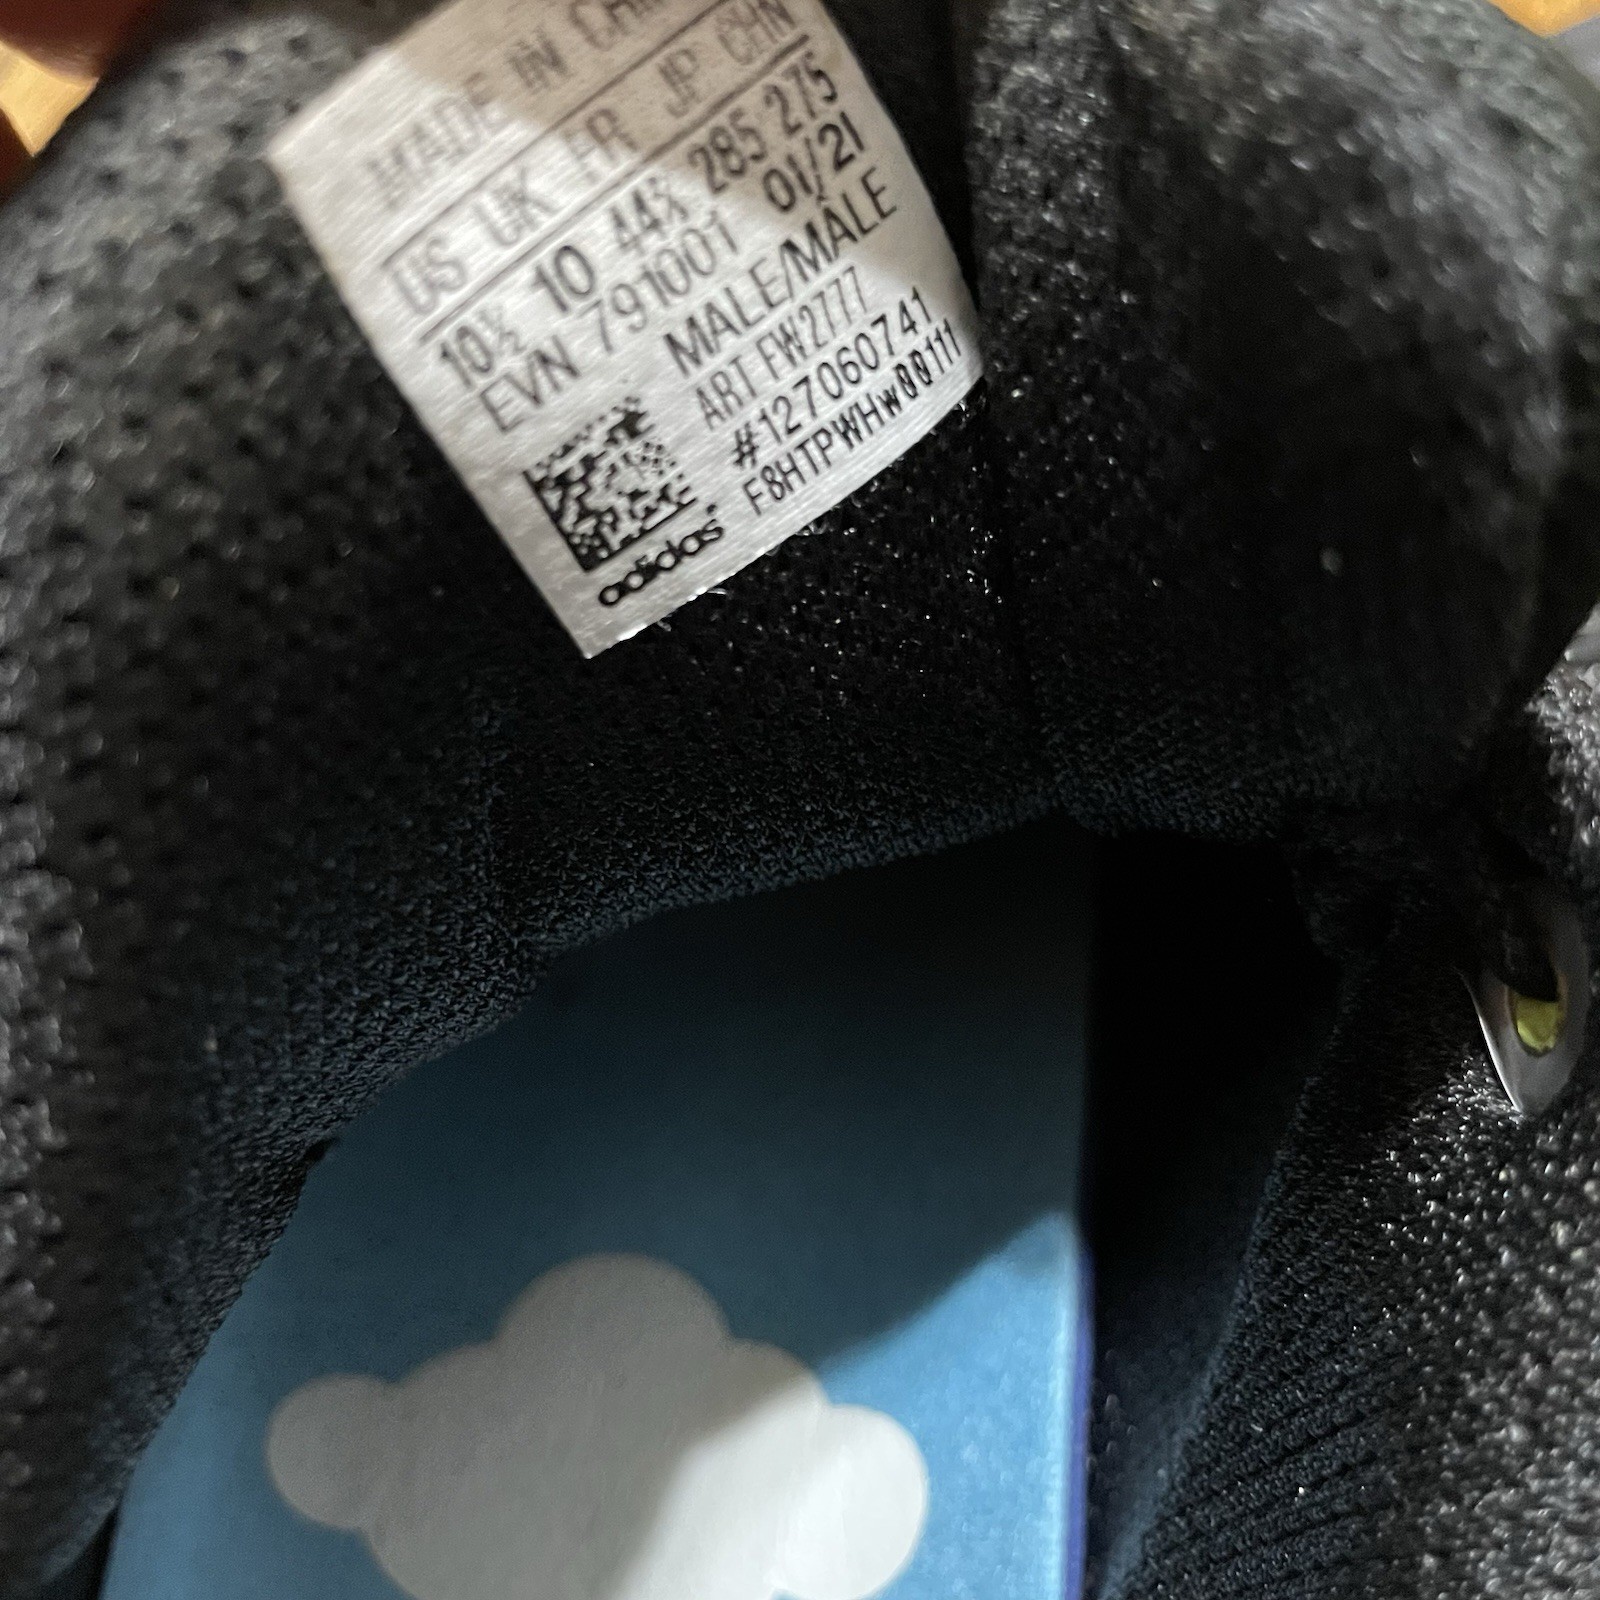 MADE IN CHIN
US UK FR JP CHN
10½ 10 44⅔ 285 275
EVN 791001 01/21
MALE/MÂLE
ART FW2777
#127060741
F8HTPWHw00111
adidas